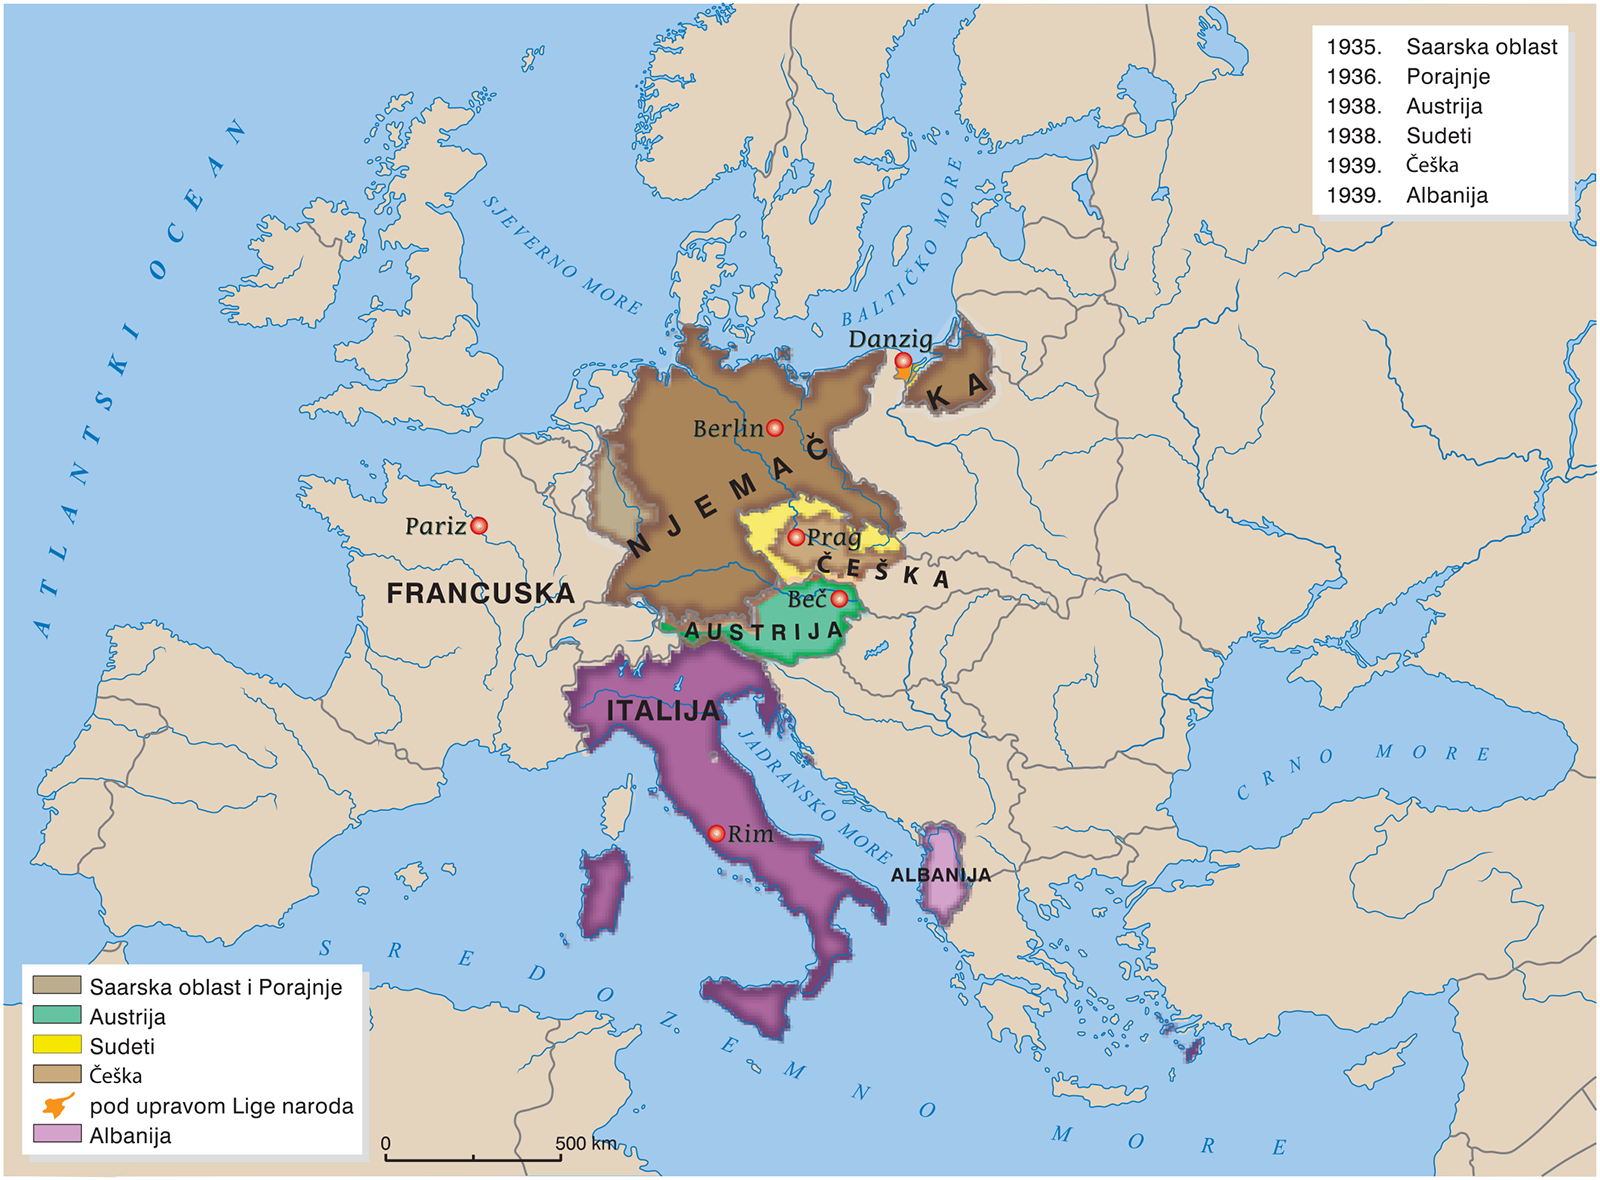 1935. Saarska oblast
1936. Porajnje
1938. Austrija
1938. Sudeti
1939. Češka
1939. Albanija
ATLANTSKI OCEAN
SJEVERNO MORE
BALTIČKO MORE
Danzig
NJEMAČKA
Berlin
Pariz
Prag
ČEŠKA
FRANCUSKA
Beč
AUSTRIJA
ITALIJA
JADRANSKO MORE
CRNO MORE
Rim
ALBANIJA
SREDOZEMNO MORE
Saarska oblast i Porajnje
Austrija
Sudeti
Češka
pod upravom Lige naroda
Albanija
0 500 km